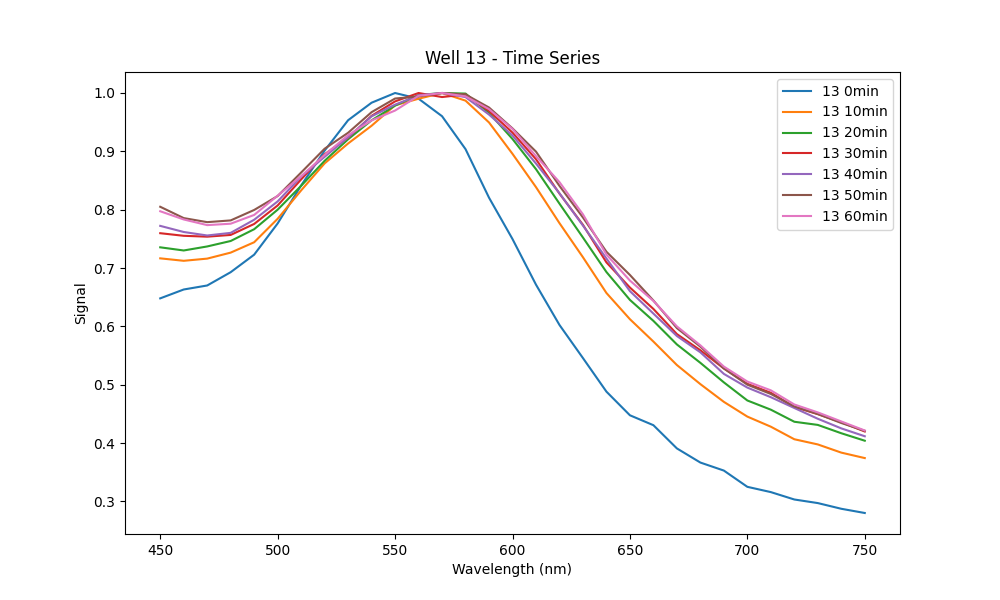 Well 13 - Time Series
Signal
1.0
0.9
0.8
0.7
0.6
0.5
0.4
0.3
13 0min
13 10min
13 20min
13 30min
13 40min
13 50min
13 60min
450 500 550 600 650 700 750
Wavelength (nm)